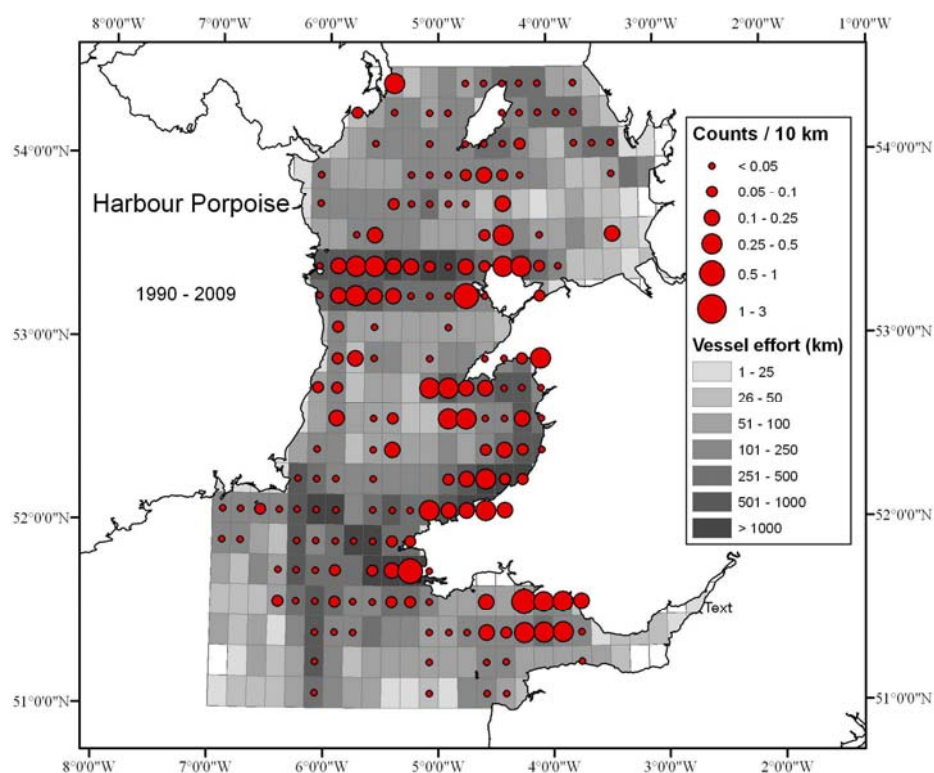 8°0'0"W 7°0'0"W 6°0'0"W 5°0'0"W 4°0'0"W 3°0'0"W 2°0'0"W 1°0'0"W
54°0'0"N 54°0'0"N
Harbour Porpoise
1990 - 2009
53°0'0"N 53°0'0"N
52°0'0"N 52°0'0"N
51°0'0"N 51°0'0"N
Counts / 10 km
< 0.05
0.05 - 0.1
0.1 - 0.25
0.25 - 0.5
0.5 - 1
1 - 3
Vessel effort (km)
1 - 25
26 - 50
51 - 100
101 - 250
251 - 500
501 - 1000
> 1000
Text
8°0'0"W 7°0'0"W 6°0'0"W 5°0'0"W 4°0'0"W 3°0'0"W 2°0'0"W